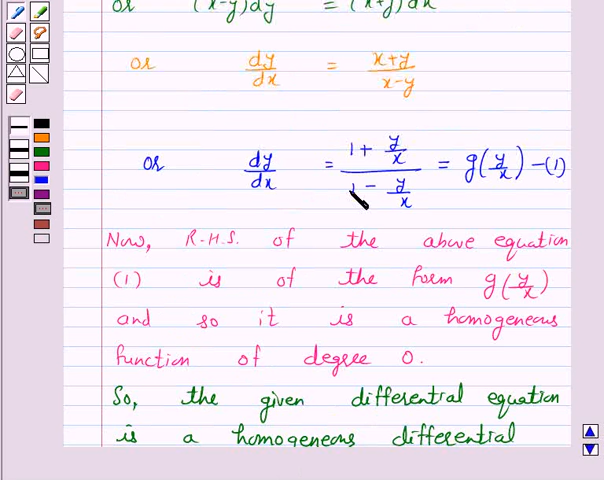 or (x-y)dy = (x+y)dx
or dy/dx = x+y/x-y
or dy/dx = 1 + y/x / 1 - y/x = g(y/x) - (1)
Now, R.H.S. of the above equation
(1) is of the form g(y/x)
and so it is a homogeneous
function of degree 0.
So, the given differential equation
is a homogeneous differential